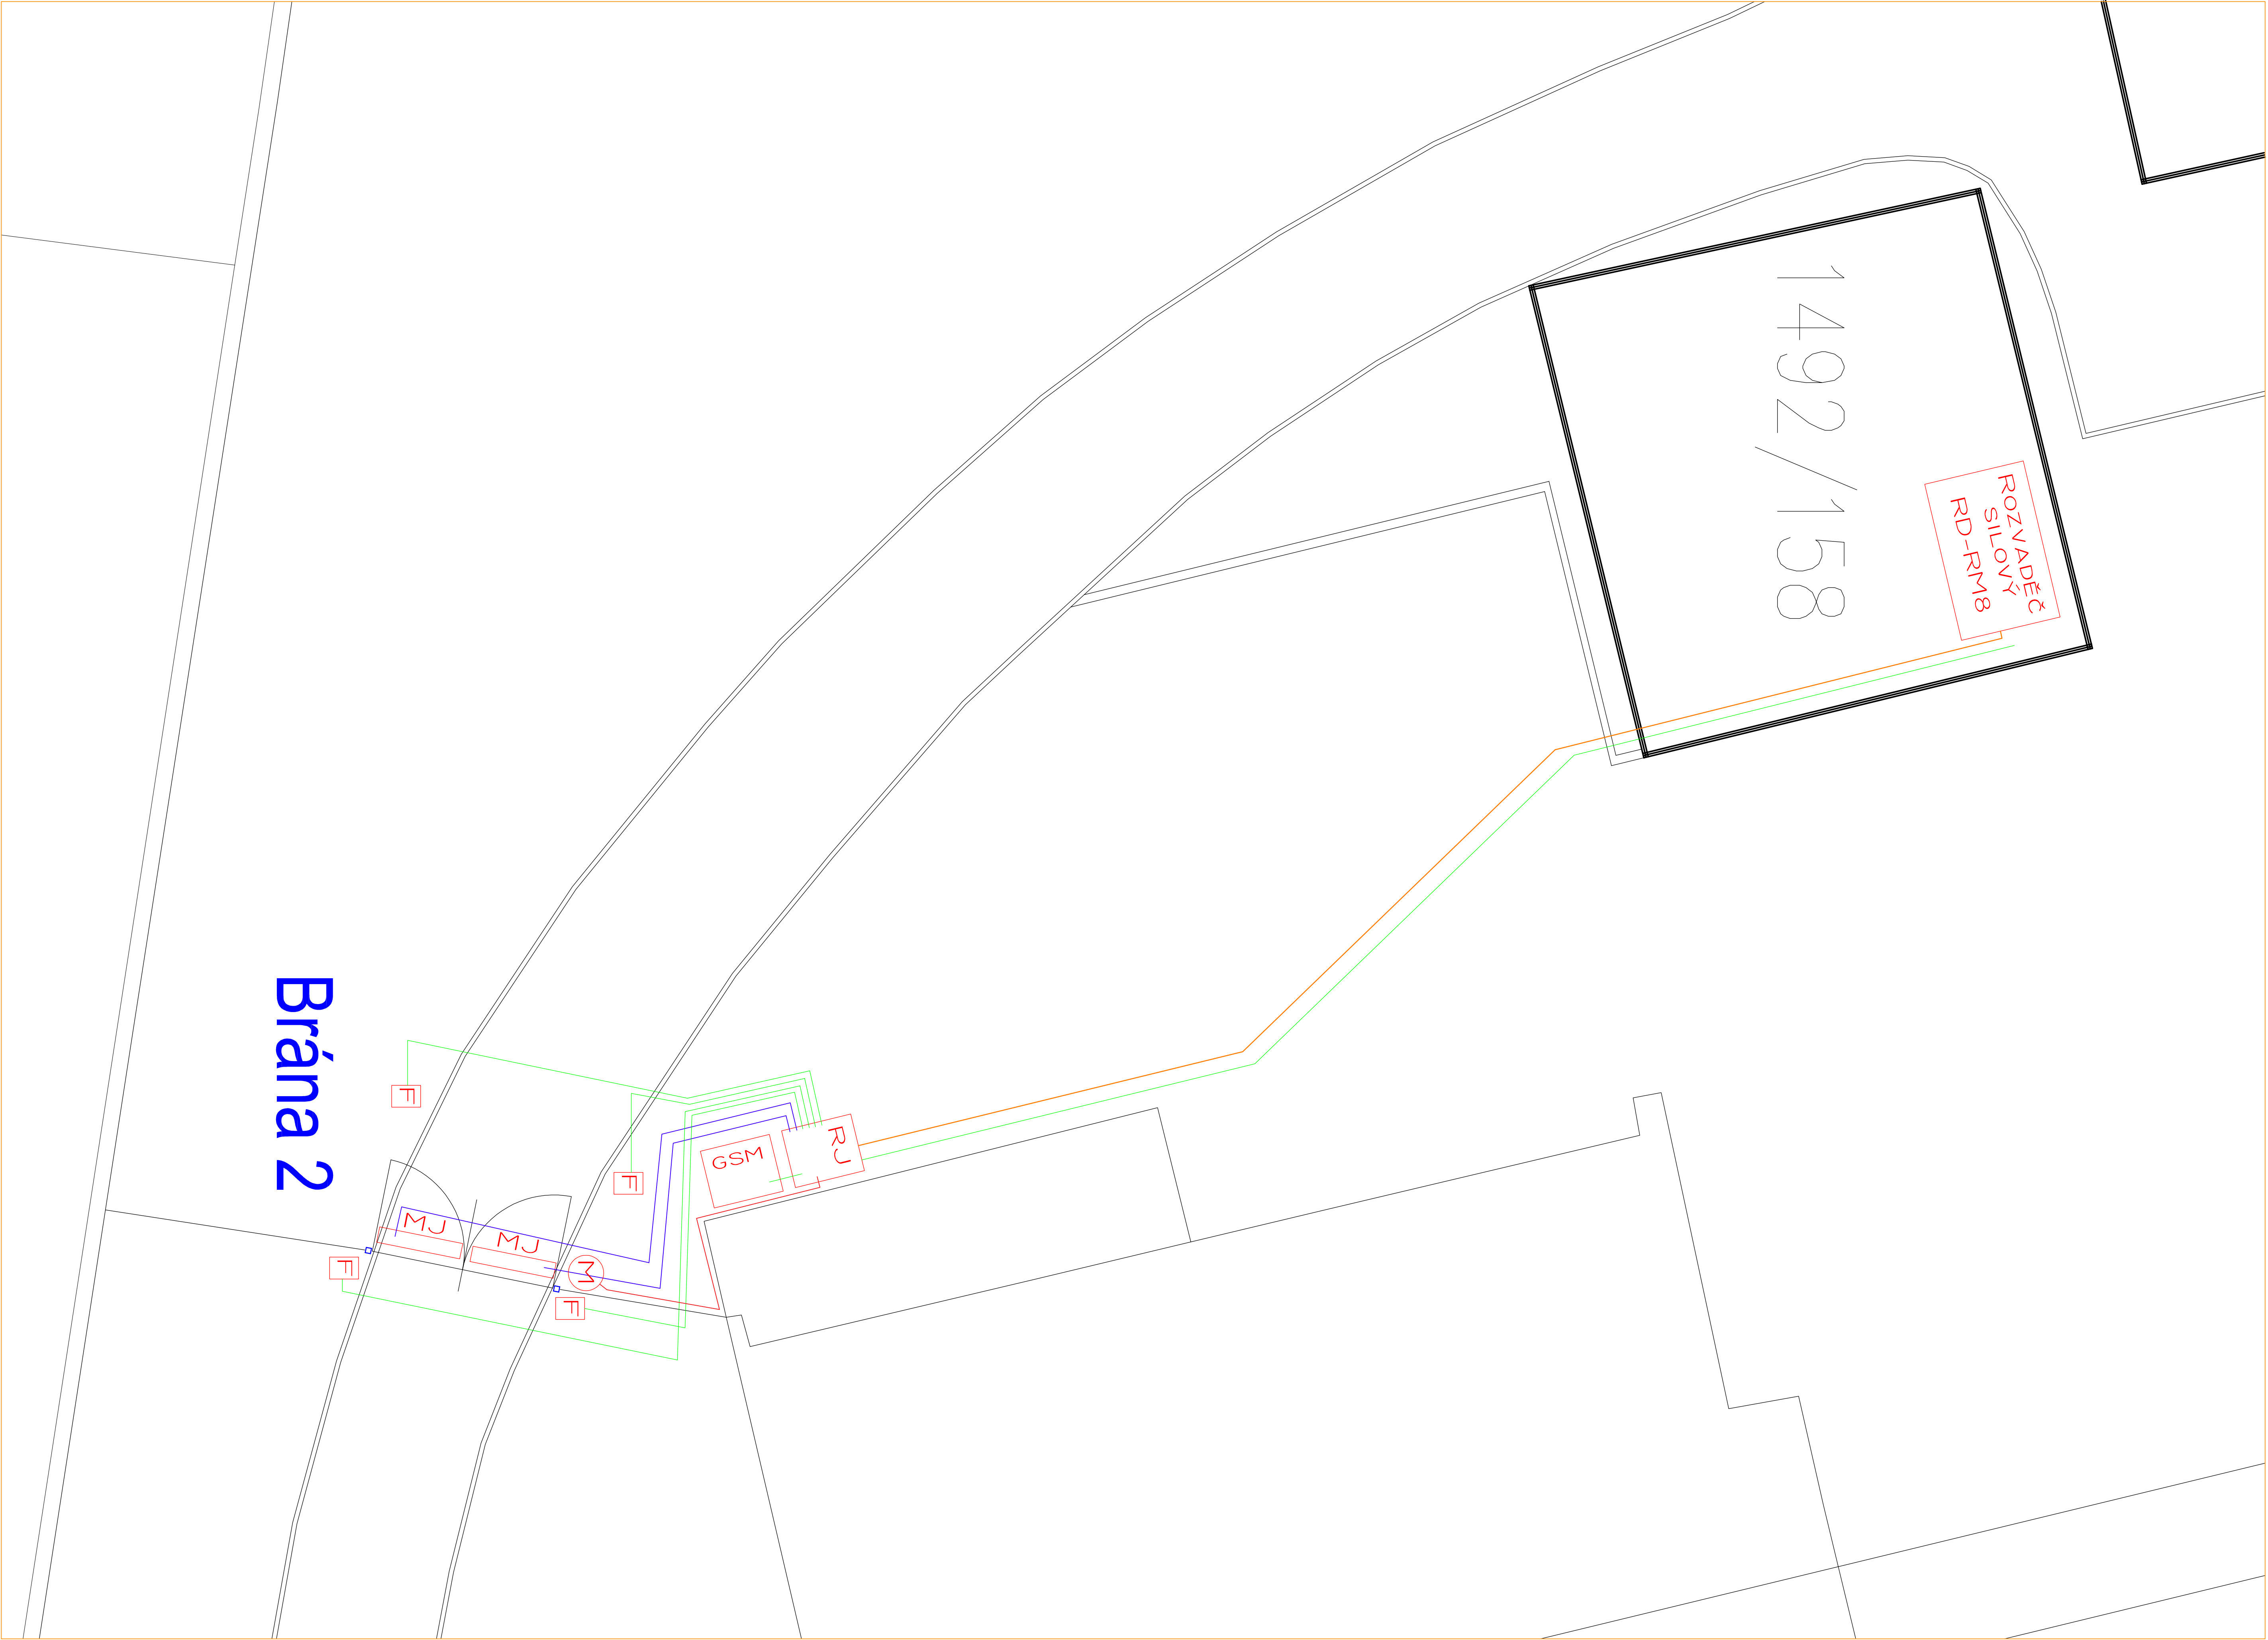 1492/158
ROZVADĚČ
SILOVÝ
RD-RM8
Brána 2
F
F
RJ
GSM
MJ
MJ
M
F
F